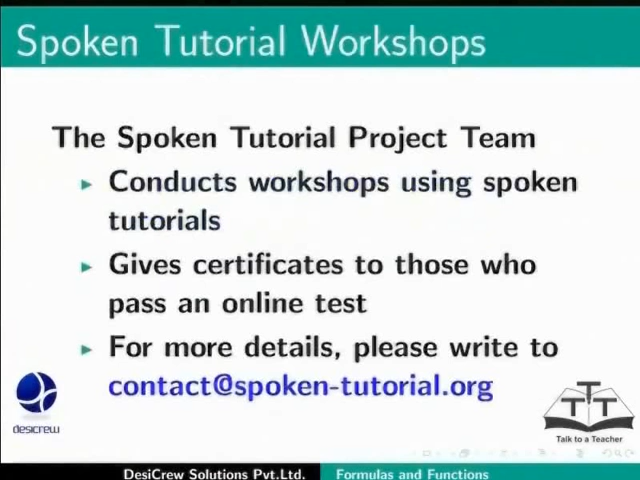 Spoken Tutorial Workshops
The Spoken Tutorial Project Team
Conducts workshops using spoken
tutorials
Gives certificates to those who
pass an online test
For more details, please write to
contact@spoken-tutorial.org
desicrew
TTT
Talk to a Teacher
DesiCrew Solutions Pvt.Ltd. Formulas and Functions